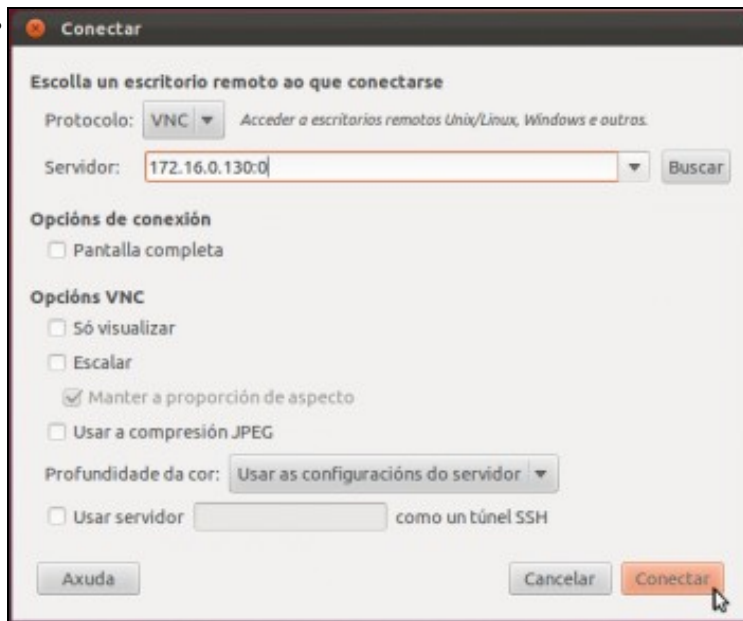 Conectar
Escolla un escritorio remoto ao que conectarse
Protocolo: VNC Acceder a escritorios remotos Unix/Linux, Windows e outros.
Servidor: 172.16.0.130:0 Buscar
Opcións de conexión
Pantalla completa
Opcións VNC
Só visualizar
Escalar
Manter a proporción de aspecto
Usar a compresión JPEG
Profundidade da cor: Usar as configuracións do servidor
Usar servidor como un túnel SSH
Axuda Cancelar Conectar